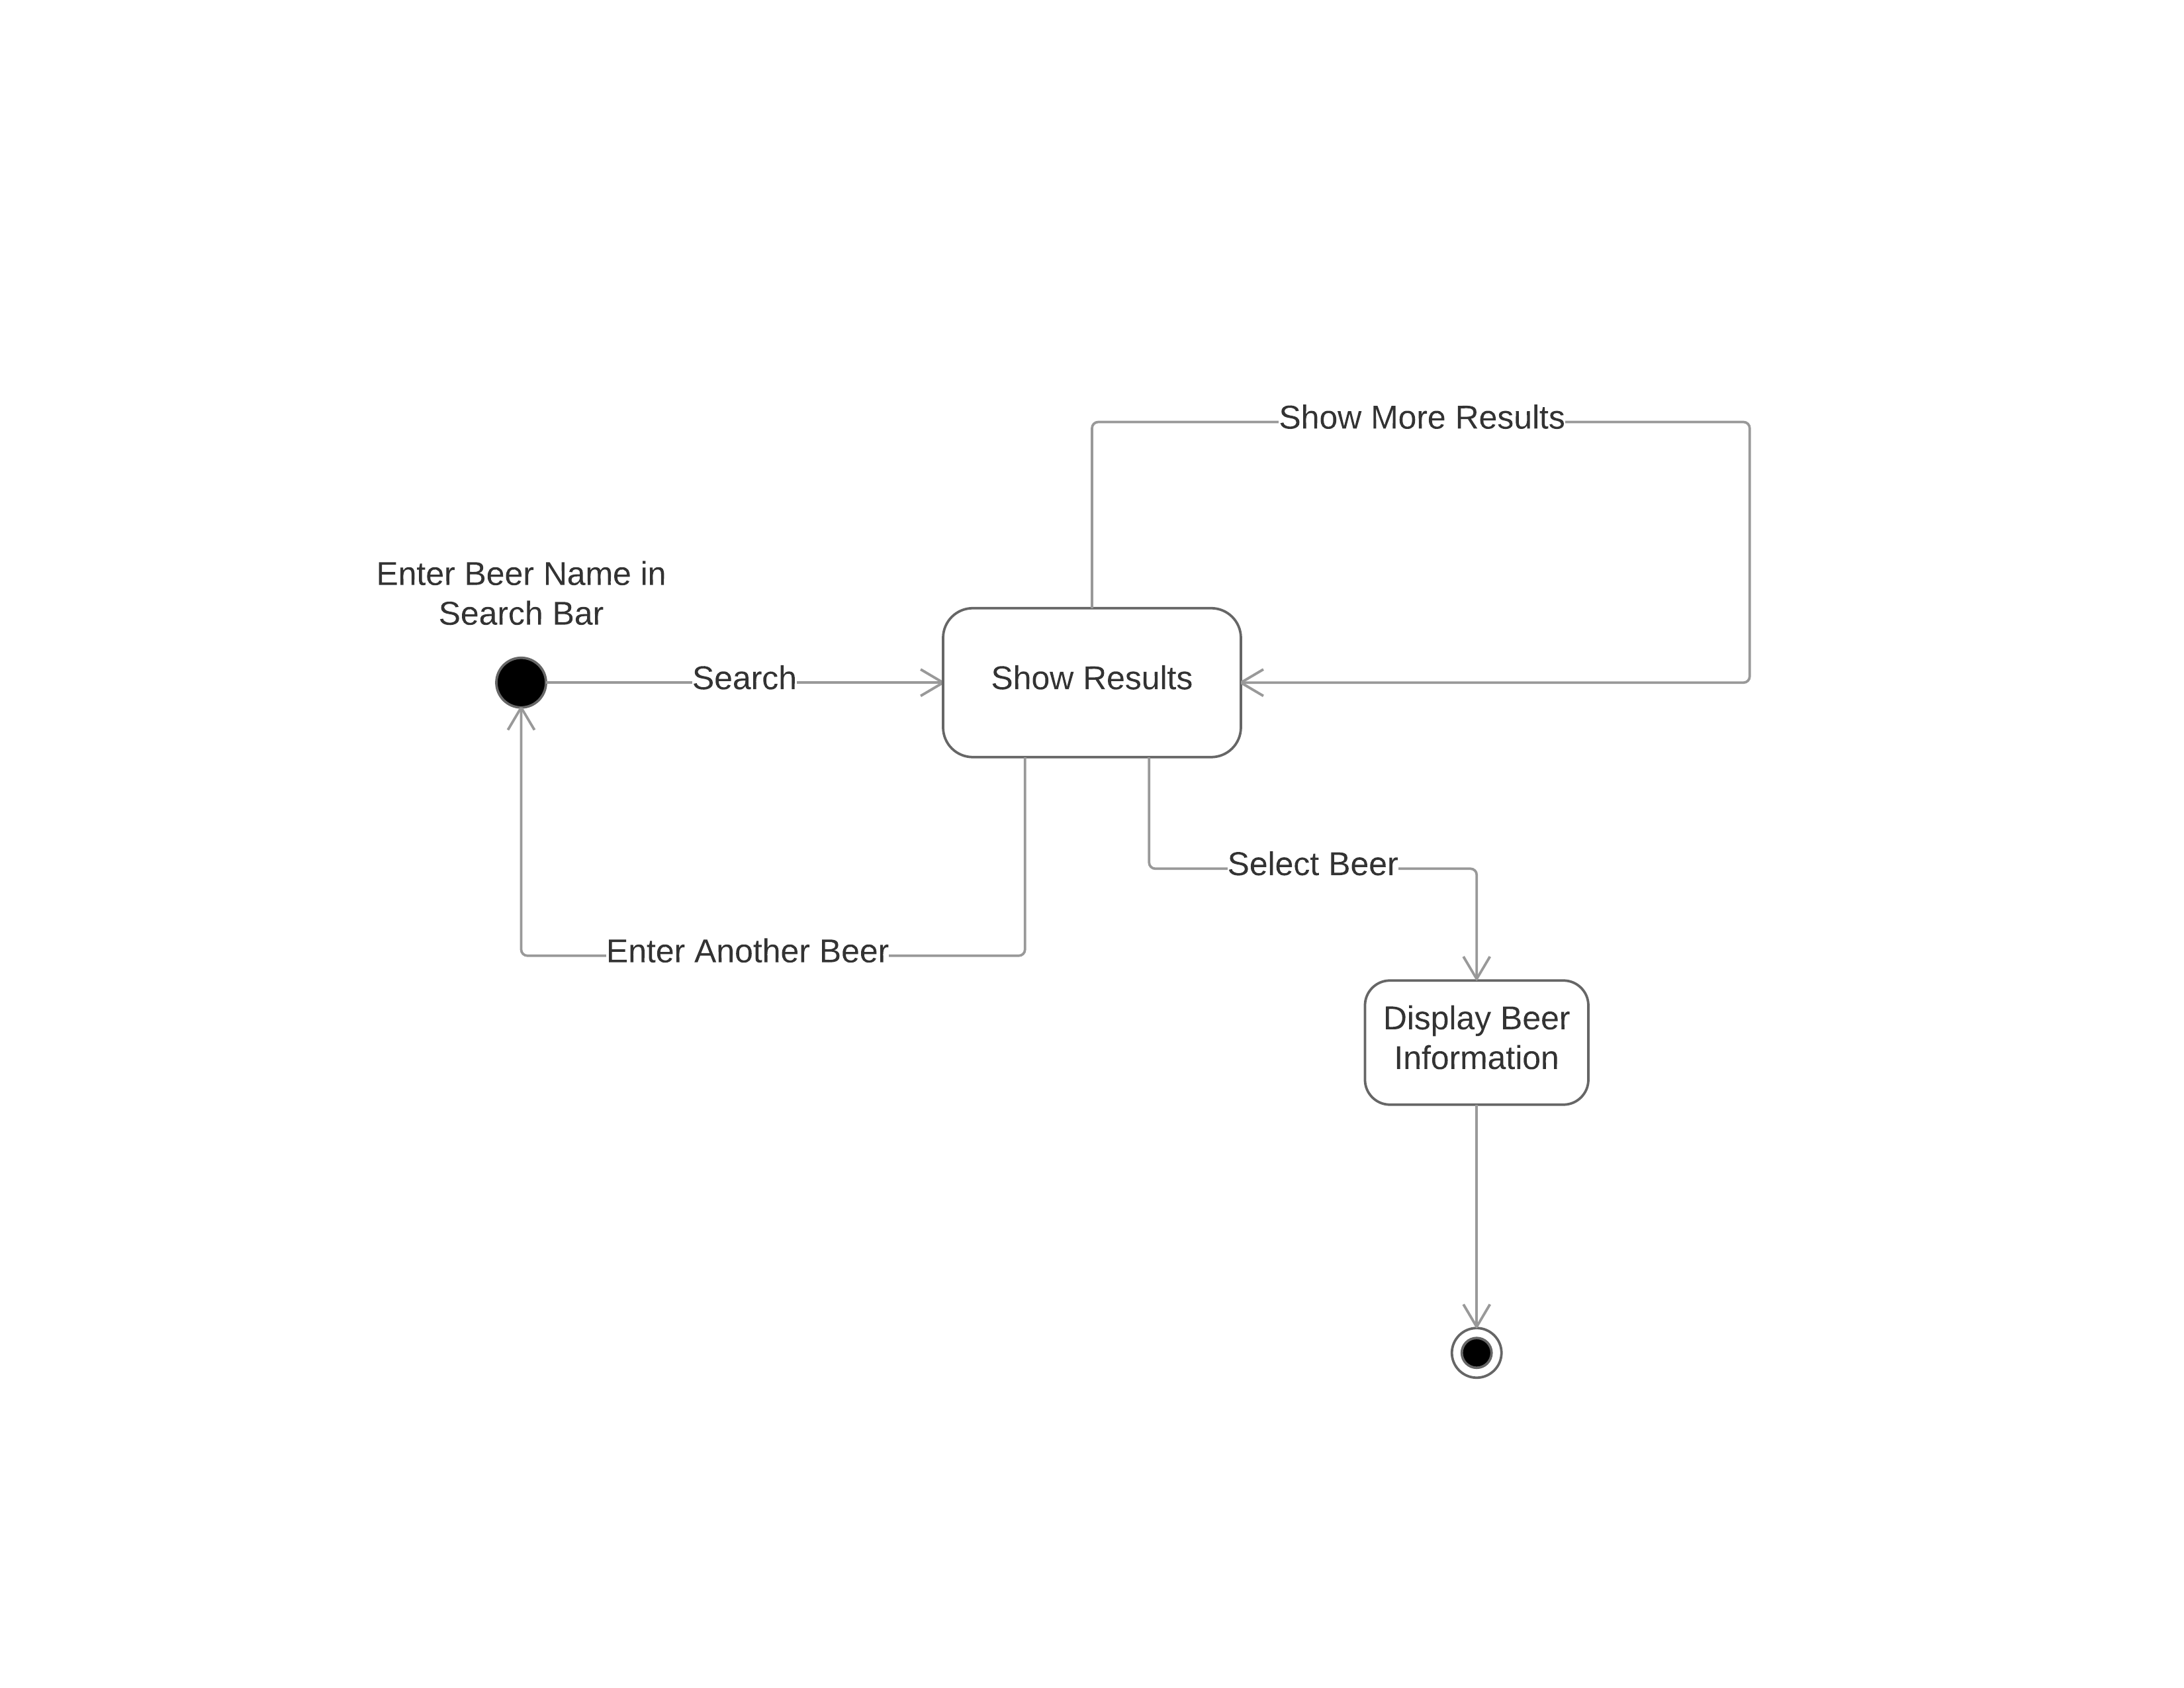 Show More Results
Enter Beer Name in
Search Bar
Search
Show Results
Select Beer
Enter Another Beer
Display Beer
Information